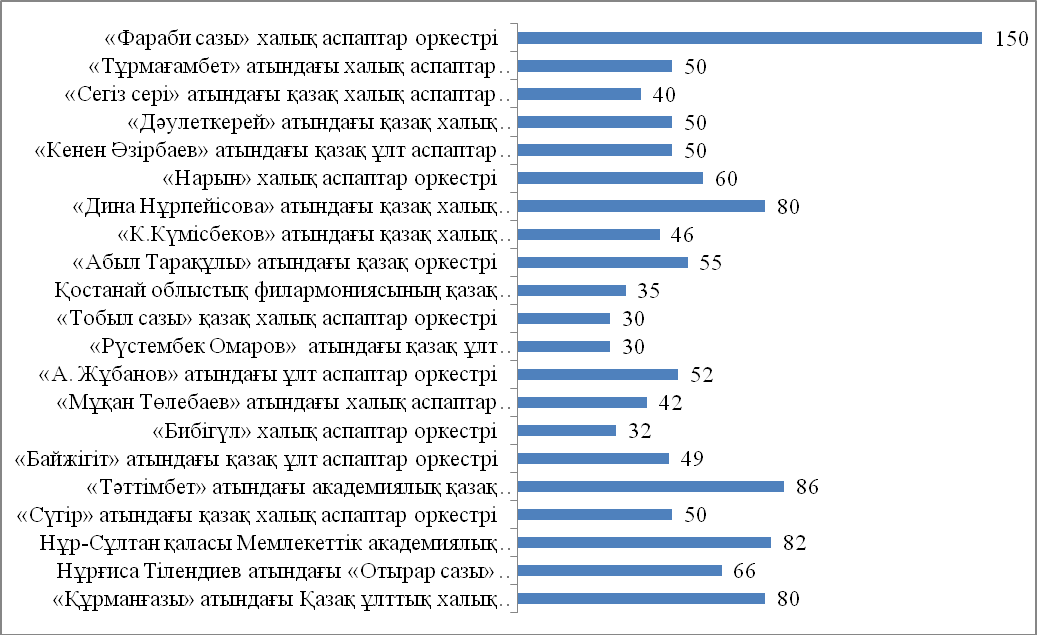 «Фараби сазы» халық аспаптар оркестрі 150
«Тұрмағамбет» атындағы халық аспаптар .. 50
«Сегіз сері» атындағы қазақ халық аспаптар .. 40
«Дәулеткерей» атындағы қазақ халық .. 50
«Кенен Әзірбаев» атындағы қазақ ұлт аспаптар .. 50
«Нарын» халық аспаптар оркестрі 60
«Дина Нұрпейісова» атындағы қазақ халық .. 80
«К.Күмісбеков» атындағы қазақ халық .. 46
«Абыл Тарақұлы» атындағы қазақ оркестрі 55
Қостанай облыстық филармониясының қазақ .. 35
«Тобыл сазы» қазақ халық аспаптар оркестрі 30
«Рүстембек Омаров» атындағы қазақ ұлт .. 30
«А. Жұбанов» атындағы ұлт аспаптар оркестрі 52
«Мұқан Төлебаев» атындағы халық аспаптар .. 42
«Бибігүл» халық аспаптар оркестрі 32
«Байжігіт» атындағы қазақ ұлт аспаптар оркестрі 49
«Тәттімбет» атындағы академиялық қазақ .. 86
«Сүгір» атындағы қазақ халық аспаптар оркестрі 50
Нұр-Сұлтан қаласы Мемлекеттік академиялық .. 82
Нұрғиса Тілендиев атындағы «Отырар сазы» .. 66
«Құрманғазы» атындағы Қазақ ұлттық халық .. 80